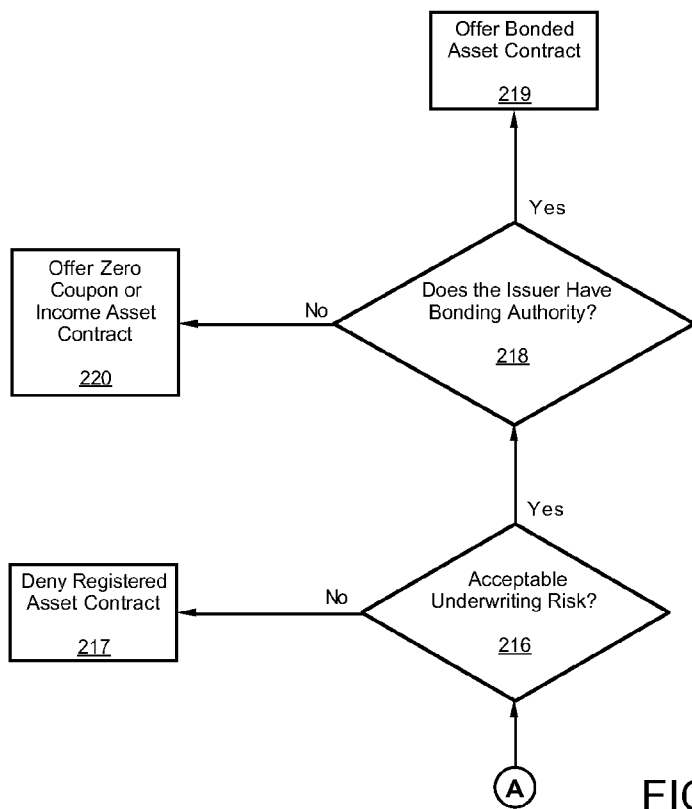 Offer Bonded
Asset Contract
219
Yes
Offer Zero
Coupon or
Income Asset
Contract
220
No
Does the Issuer Have
Bonding Authority?
218
Yes
Deny Registered
Asset Contract
217
No
Acceptable
Underwriting Risk?
216
A
FIG